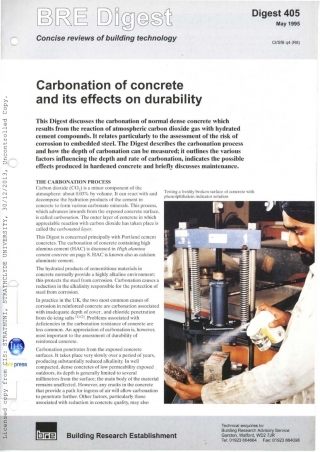 BRE Digest
Concise reviews of building technology
Digest 405
May 1995
CI/SfB q4 (R6)
Carbonation of concrete
and its effects on durability
This Digest discusses the carbonation of normal dense concrete which
results from the reaction of atmospheric carbon dioxide gas with hydrated
cement compounds. It relates particularly to the assessment of the risk of
corrosion to embedded steel. The Digest describes the carbonation process
and how the depth of carbonation can be measured; it outlines the various
factors influencing the depth and rate of carbonation, indicates the possible
effects produced in hardened concrete and briefly discusses maintenance.
THE CARBONATION PROCESS
Carbon dioxide (CO₂) is a minor component of the
atmosphere: about 0.03% by volume. It can react with and
decompose the hydration products of the cement in
concrete to form various carbonate minerals. This process,
which advances inwards from the exposed concrete surface,
is called carbonation. The outer layer of concrete in which
appreciable reaction with carbon dioxide has taken place is
called the carbonated layer.
This Digest is concerned principally with Portland cement
concretes. The carbonation of concrete containing high
alumina cement (HAC) is discussed in High alumina
cement concrete on page 8. HAC is known also as calcium
aluminate cement.
The hydrated products of cementitious materials in
concrete normally provide a highly alkaline environment;
this protects the steel from corrosion. Carbonation causes a
reduction in the alkalinity responsible for the protection of
steel from corrosion.
In practice in the UK, the two most common causes of
corrosion in reinforced concrete are carbonation associated
with inadequate depth of cover, and chloride penetration
from de-icing salts. Problems associated with
deficiencies in the carbonation resistance of concrete are
less common. An appreciation of carbonation is, however,
most important to the assessment of durability of
reinforced concrete.
Carbonation penetrates from the exposed concrete
surfaces. It takes place very slowly over a period of years,
producing substantially reduced alkalinity. In well
compacted, dense concretes of low permeability exposed
outdoors, its depth is generally limited to several
millimetres from the surface; the main body of the material
remains unaffected. However, any cracks in the concrete
that provide a path for ingress of air will allow carbonation
to penetrate further. Other factors, particularly those
associated with reduction in concrete quality, may also
Testing a freshly broken surface of concrete with
phenolphthalein indicator solution
Licensed copy from CIS: STRATHUNI, STRATHCLYDE UNIVERSITY, 30/12/2013, Uncontrolled Copy.
IHS
bre press
bre
Building Research Establishment
Technical enquiries to:
Building Research Advisory Service
Garston, Watford, WD2 7JR
Tel: 01923 664664 Fax: 01923 664098